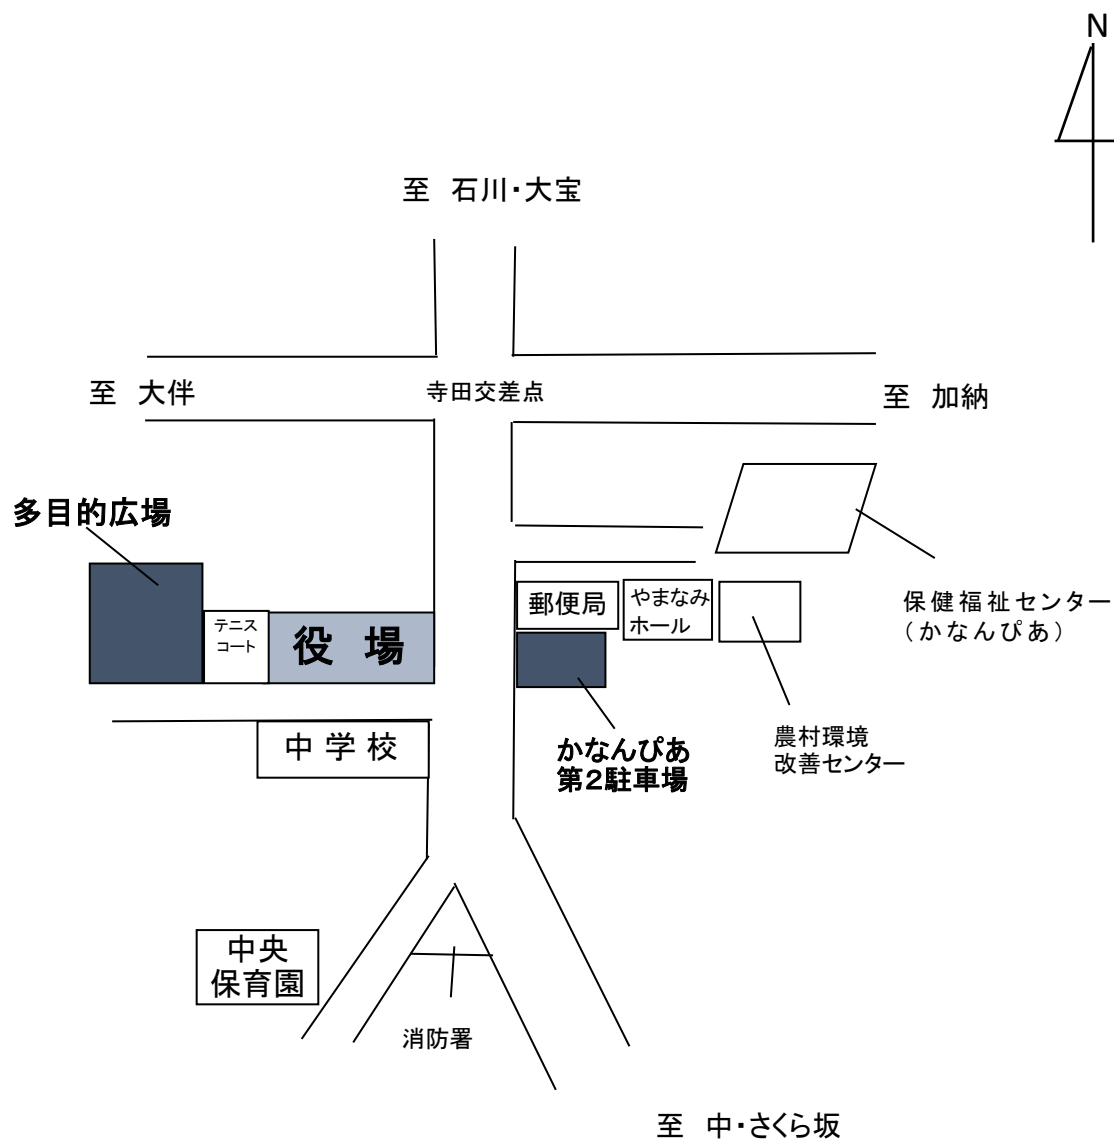 N
至 石川・大宝
至 大伴
寺田交差点
至 加納
多目的広場
テニス
コート
役 場
郵便局
やまなみ
ホール
保健福祉センター
（かなんぴあ）
中 学 校
かなんぴあ
第2駐車場
農村環境
改善センター
中央
保育園
消防署
至 中・さくら坂